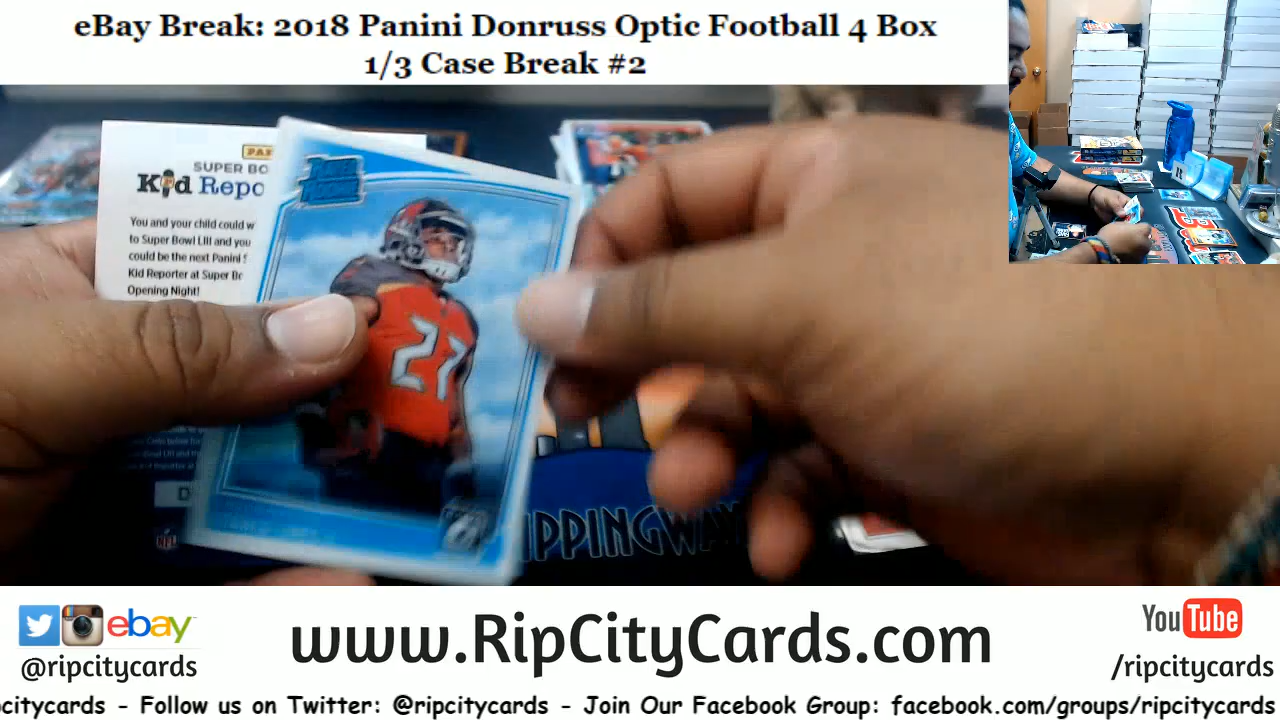 eBay Break: 2018 Panini Donruss Optic Football 4 Box
1/3 Case Break #2
SUPER BO
Kid Repo
You and your child could w
to Super Bowl LIII and you
could be the next Panini
Kid Reporter at Super Bo
Opening Night!
27
D
NFL
IPPINGWA
ebay
@ripcitycards
www.RipCityCards.com
YouTube
/ripcitycards
citycards - Follow us on Twitter: @ripcitycards - Join Our Facebook Group: facebook.com/groups/ripcitycards